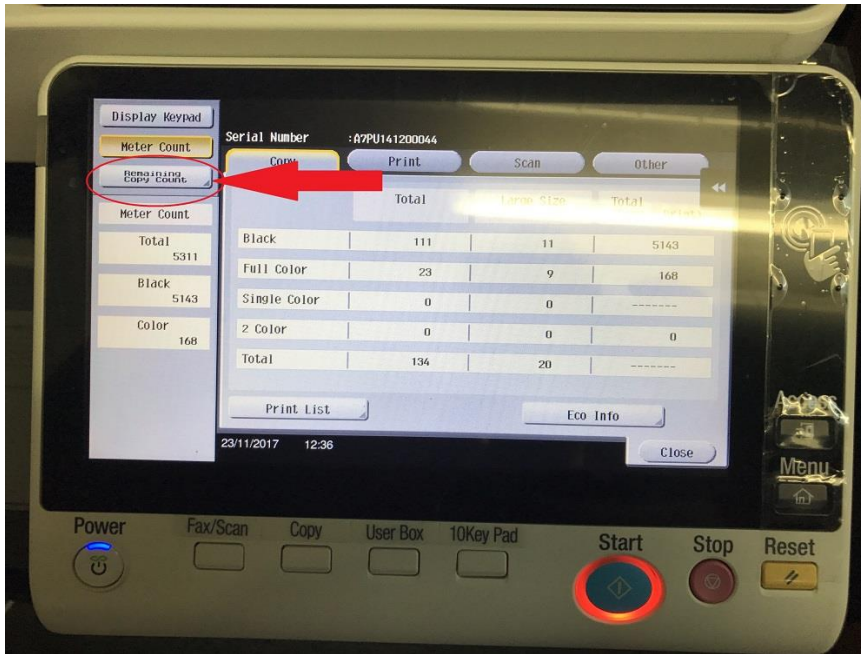 Display Keypad
Meter Count
Remaining
Copy Count
Meter Count
Total
5311
Black
5143
Color
168
Serial Number :A7PU141200044
Copy Print Scan Other
Total Large Size Total
Black 111 11 5143
Full Color 23 9 168
Single Color 0 0 -------
2 Color 0 0 0
Total 134 20 -------
Print List Eco Info
23/11/2017 12:36
Close
Access
Menu
Power Fax/Scan Copy User Box 10Key Pad Start Stop Reset